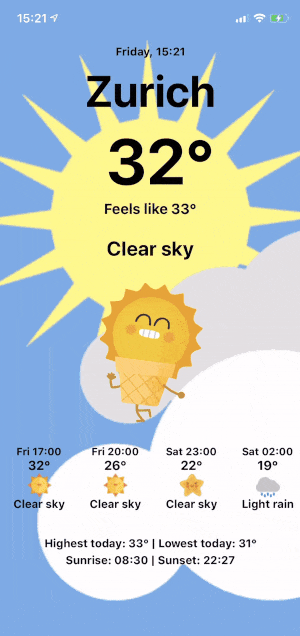 15:21
Friday, 15:21
Zurich
32°
Feels like 33°
Clear sky
Fri 17:00 Fri 20:00 Sat 23:00 Sat 02:00
32° 26° 22° 19°
Clear sky Clear sky Clear sky Light rain
Highest today: 33° | Lowest today: 31°
Sunrise: 08:30 | Sunset: 22:27